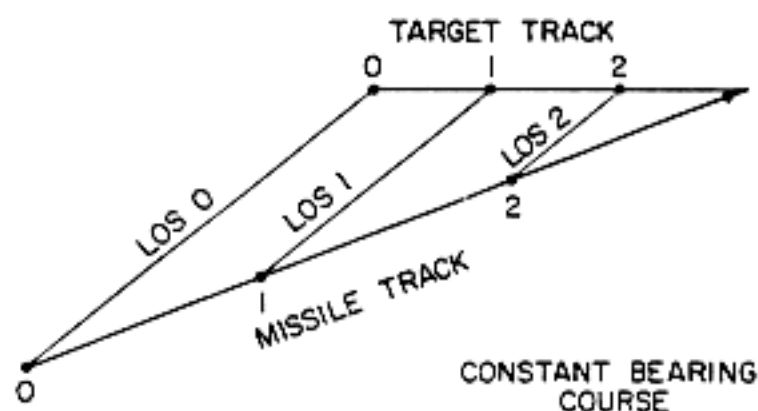 TARGET TRACK
0 1 2
LOS 0
LOS 1
LOS 2
2
1
MISSILE TRACK
0
CONSTANT BEARING
COURSE